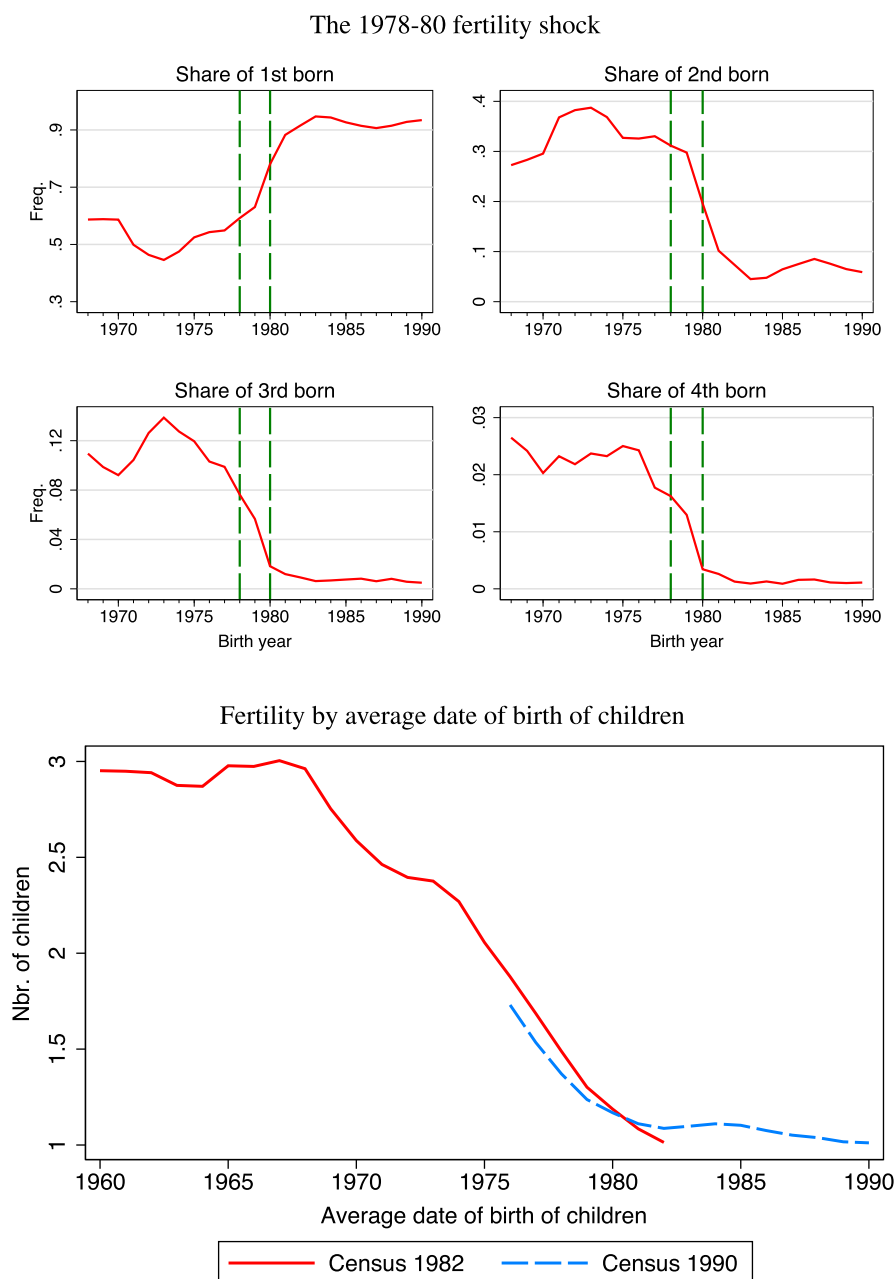 The 1978-80 fertility shock
Share of 1st born
Freq.
.3 .5 .7 .9
1970 1975 1980 1985 1990
Share of 2nd born
0 .1 .2 .3 .4
1970 1975 1980 1985 1990
Share of 3rd born
Freq.
0 .04 .08 .12
1970 1975 1980 1985 1990
Birth year
Share of 4th born
0 .01 .02 .03
1970 1975 1980 1985 1990
Birth year
Fertility by average date of birth of children
Nbr. of children
1 1.5 2 2.5 3
1960 1965 1970 1975 1980 1985 1990
Average date of birth of children
Census 1982 Census 1990